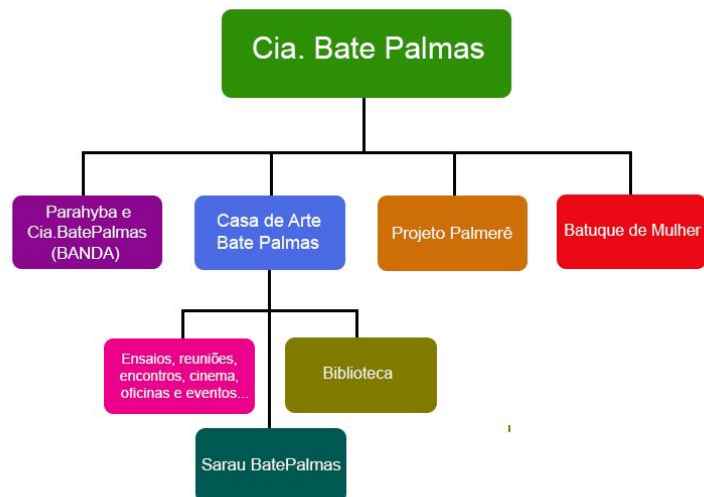 Cia. Bate Palmas
Parahyba e
Cia.BatePalmas
(BANDA)
Casa de Arte
Bate Palmas
Projeto Palmerê
Batuque de Mulher
Ensaios, reuniões,
encontros, cinema,
oficinas e eventos...
Biblioteca
Sarau BatePalmas